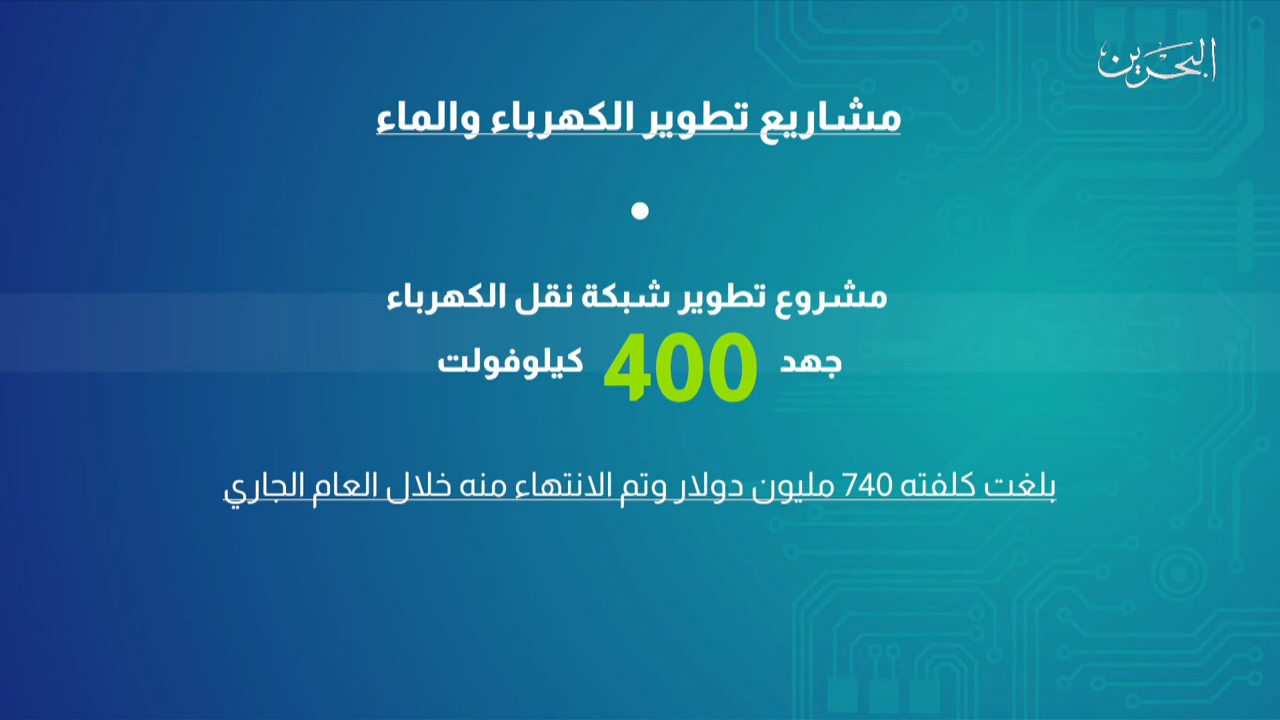 البحرين
مشاريع تطوير الكهرباء والماء
مشروع تطوير شبكة نقل الكهرباء
جهد 400 كيلوفولت
بلغت كلفته 740 مليون دولار وتم الانتهاء منه خلال العام الجاري